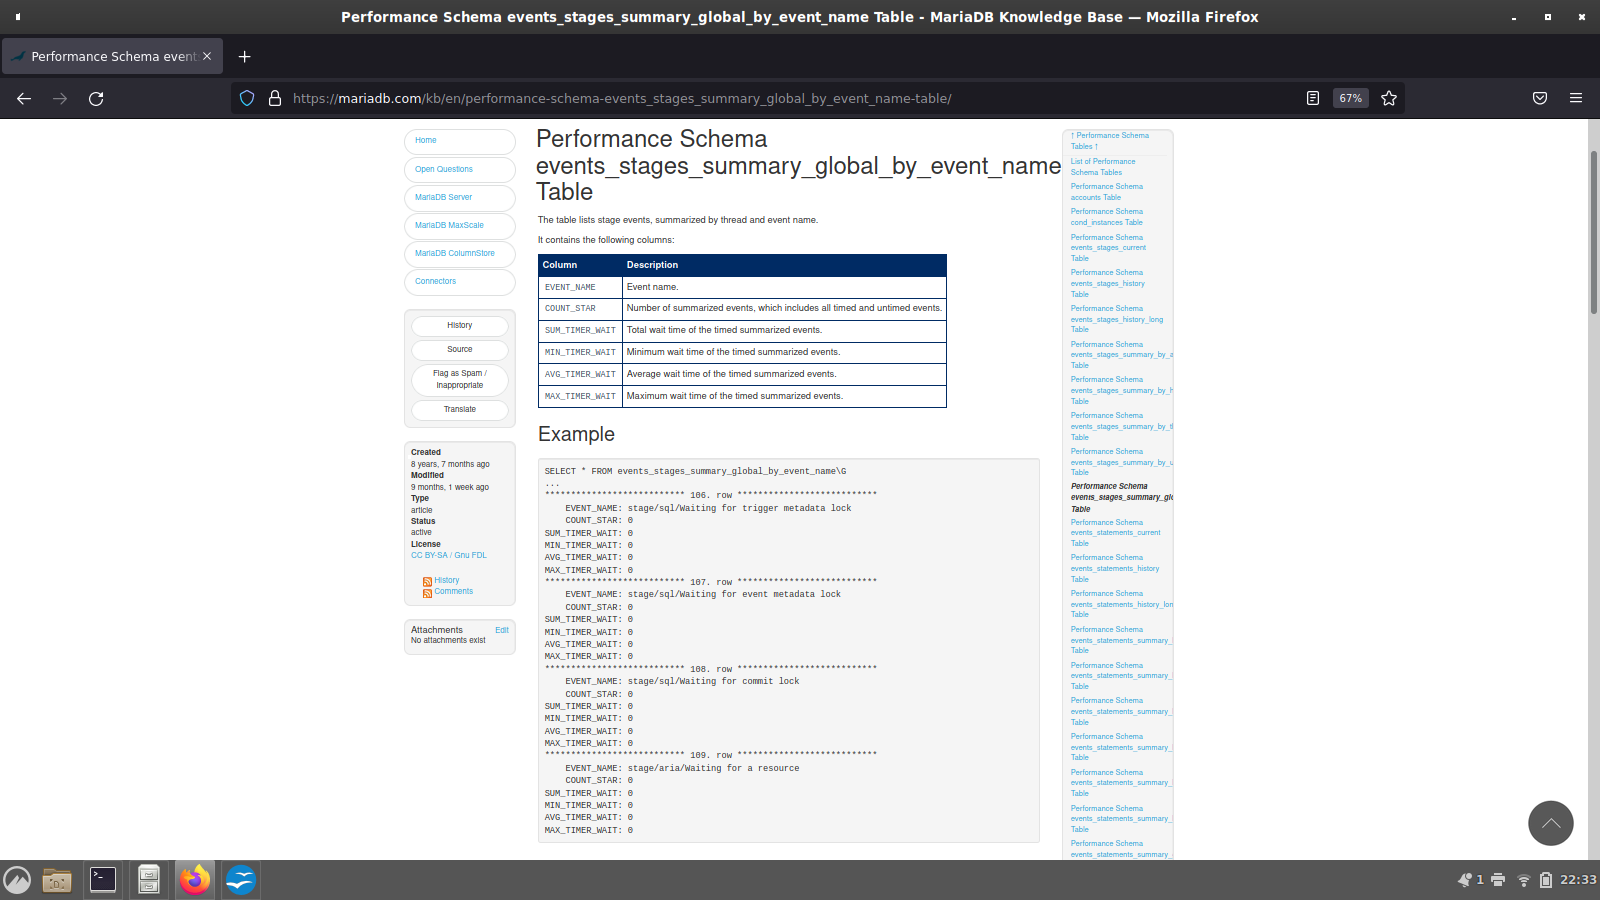 Performance Schema events_stages_summary_global_by_event_name Table - MariaDB Knowledge Base — Mozilla Firefox
Performance Schema event
https://mariadb.com/kb/en/performance-schema-events_stages_summary_global_by_event_name-table/
67%
Home
Open Questions
MariaDB Server
MariaDB MaxScale
MariaDB ColumnStore
Connectors
History
Source
Flag as Spam /
Inappropriate
Translate
Created
8 years, 7 months ago
Modified
9 months, 1 week ago
Type
article
Status
active
License
CC BY-SA / Gnu FDL
History
Comments
Attachments
Edit
No attachments exist
Performance Schema
events_stages_summary_global_by_event_name
Table
The table lists stage events, summarized by thread and event name.
It contains the following columns:
Column Description
EVENT_NAME Event name.
COUNT_STAR Number of summarized events, which includes all timed and untimed events.
SUM_TIMER_WAIT Total wait time of the timed summarized events.
MIN_TIMER_WAIT Minimum wait time of the timed summarized events.
AVG_TIMER_WAIT Average wait time of the timed summarized events.
MAX_TIMER_WAIT Maximum wait time of the timed summarized events.
Example
SELECT * FROM events_stages_summary_global_by_event_name\G
...
*************************** 106. row ***************************
EVENT_NAME: stage/sql/Waiting for trigger metadata lock
COUNT_STAR: 0
SUM_TIMER_WAIT: 0
MIN_TIMER_WAIT: 0
AVG_TIMER_WAIT: 0
MAX_TIMER_WAIT: 0
*************************** 107. row ***************************
EVENT_NAME: stage/sql/Waiting for event metadata lock
COUNT_STAR: 0
SUM_TIMER_WAIT: 0
MIN_TIMER_WAIT: 0
AVG_TIMER_WAIT: 0
MAX_TIMER_WAIT: 0
*************************** 108. row ***************************
EVENT_NAME: stage/sql/Waiting for commit lock
COUNT_STAR: 0
SUM_TIMER_WAIT: 0
MIN_TIMER_WAIT: 0
AVG_TIMER_WAIT: 0
MAX_TIMER_WAIT: 0
*************************** 109. row ***************************
EVENT_NAME: stage/aria/Waiting for a resource
COUNT_STAR: 0
SUM_TIMER_WAIT: 0
MIN_TIMER_WAIT: 0
AVG_TIMER_WAIT: 0
MAX_TIMER_WAIT: 0
↑ Performance Schema
Tables ↑
List of Performance
Schema Tables
Performance Schema
accounts Table
Performance Schema
cond_instances Table
Performance Schema
events_stages_current
Table
Performance Schema
events_stages_history
Table
Performance Schema
events_stages_history_long
Table
Performance Schema
events_stages_summary_by_a
Table
Performance Schema
events_stages_summary_by_h
Table
Performance Schema
events_stages_summary_by_t
Table
Performance Schema
events_stages_summary_by_u
Table
Performance Schema
events_stages_summary_glo
Table
Performance Schema
events_statements_current
Table
Performance Schema
events_statements_history
Table
Performance Schema
events_statements_history_lon
Table
Performance Schema
events_statements_summary_
Table
Performance Schema
events_statements_summary_
Table
Performance Schema
events_statements_summary_
Table
Performance Schema
events_statements_summary_
Table
Performance Schema
events_statements_summary_
Table
Performance Schema
events_statements_summary_
Table
Performance Schema
events_statements_summary_
1
22:33